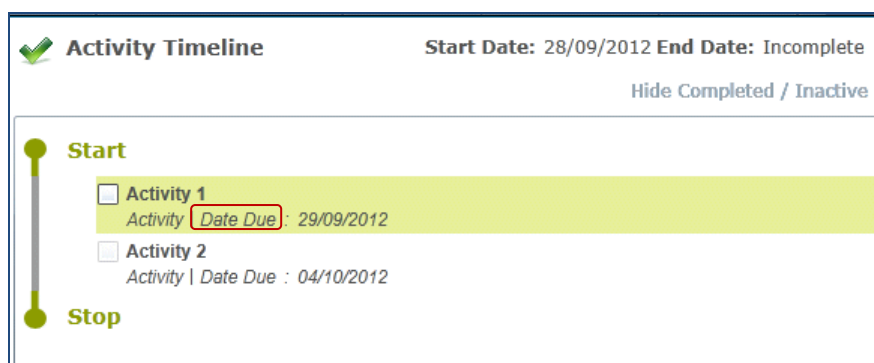 Activity Timeline Start Date: 28/09/2012 End Date: Incomplete
Hide Completed / Inactive
Start
Activity 1
Activity | Date Due : 29/09/2012
Activity 2
Activity | Date Due : 04/10/2012
Stop